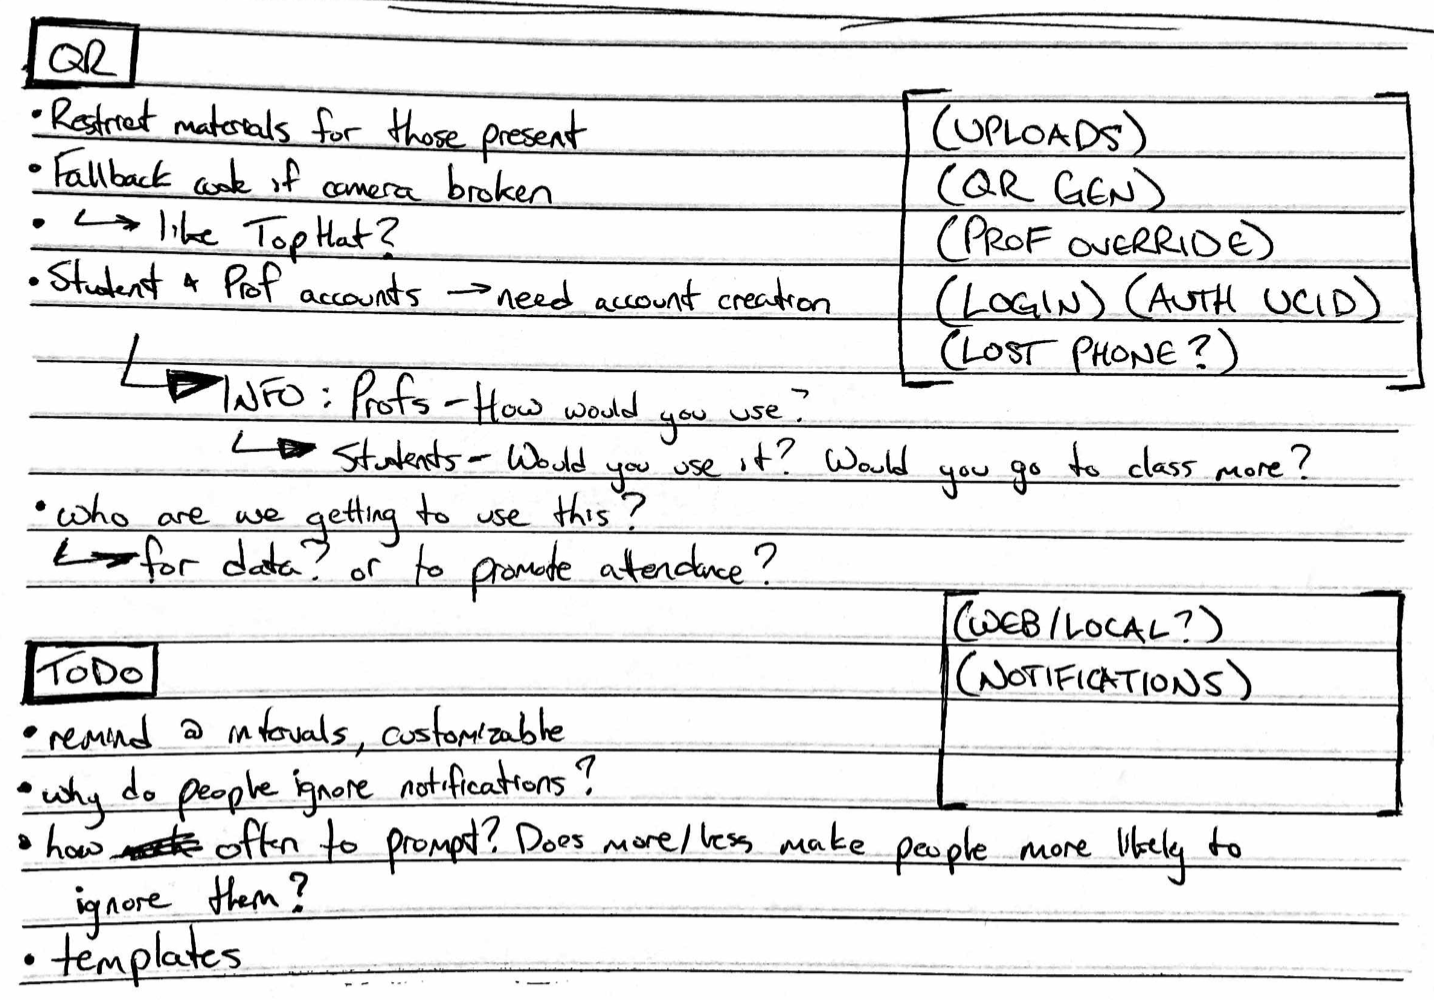 QR
• Restrict materials for those present
• Fallback code if camera broken
• ↳ like TopHat?
• Student & Prof accounts → need account creation
↳ INFO: Profs - How would you use?
↳ Students - Would you use it? Would you go to class more?
• who are we getting to use this?
↳ for data? or to promote attendance?
(UPLOADS)
(QR GEN)
(PROF OVERRIDE)
(LOGIN) (AUTH UCID)
(LOST PHONE?)
TODO
• remind @ intervals, customizable
• why do people ignore notifications?
• how often to prompt? Does more/less make people more likely to
ignore them?
• templates
(WEB/LOCAL?)
(NOTIFICATIONS)